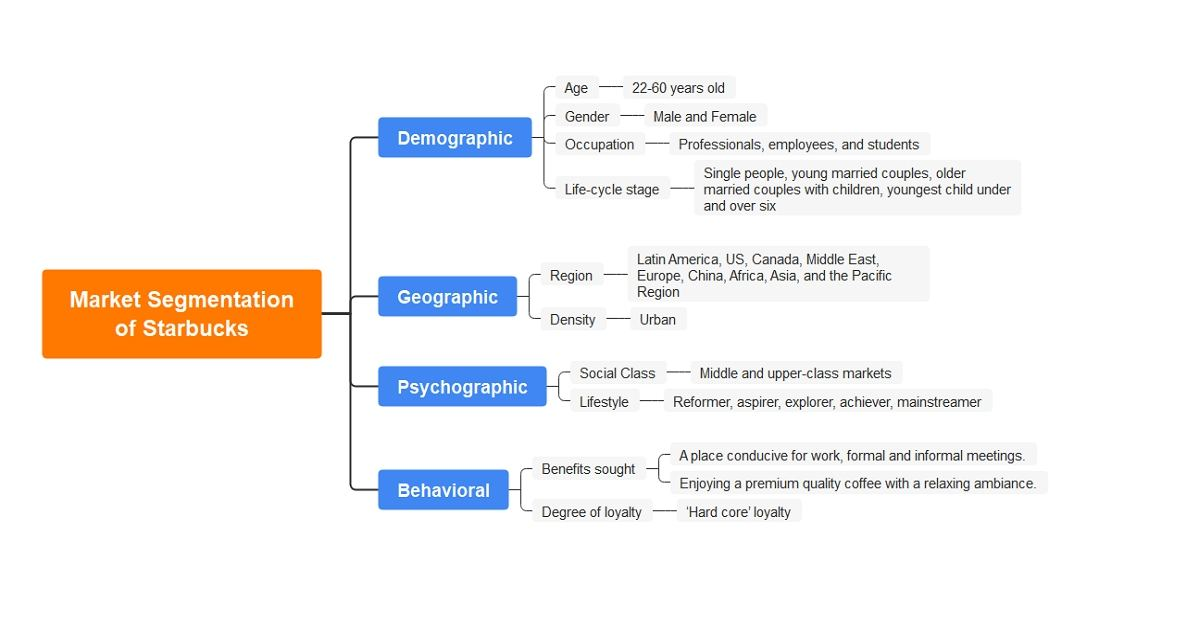 Market Segmentation
of Starbucks
Demographic
Age
22-60 years old
Gender
Male and Female
Occupation
Professionals, employees, and students
Life-cycle stage
Single people, young married couples, older
married couples with children, youngest child under
and over six
Geographic
Region
Latin America, US, Canada, Middle East,
Europe, China, Africa, Asia, and the Pacific
Region
Density
Urban
Psychographic
Social Class
Middle and upper-class markets
Lifestyle
Reformer, aspirer, explorer, achiever, mainstreamer
Behavioral
Benefits sought
A place conducive for work, formal and informal meetings.
Enjoying a premium quality coffee with a relaxing ambiance.
Degree of loyalty
‘Hard core’ loyalty